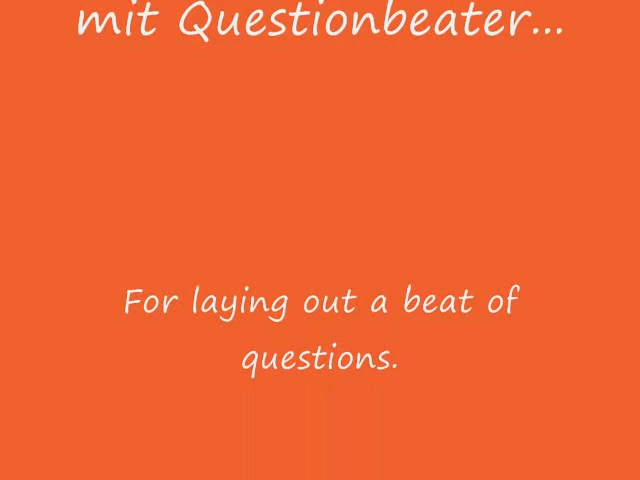 mit Questionbeater...
For laying out a beat of
questions.